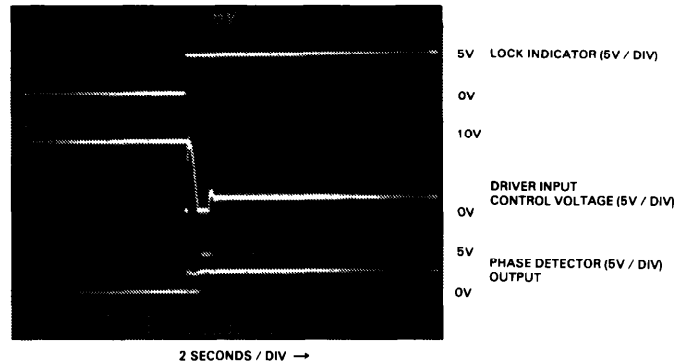 5V LOCK INDICATOR (5V / DIV)
0V
10V
DRIVER INPUT
CONTROL VOLTAGE (5V / DIV)
0V
5V
PHASE DETECTOR (5V / DIV)
OUTPUT
0V
2 SECONDS / DIV →